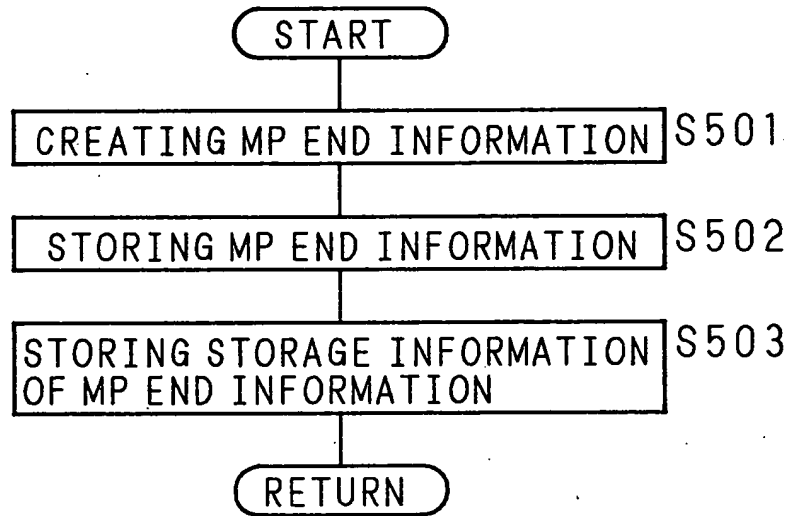 START
CREATING MP END INFORMATION S501
STORING MP END INFORMATION S502
STORING STORAGE INFORMATION S503
OF MP END INFORMATION
RETURN